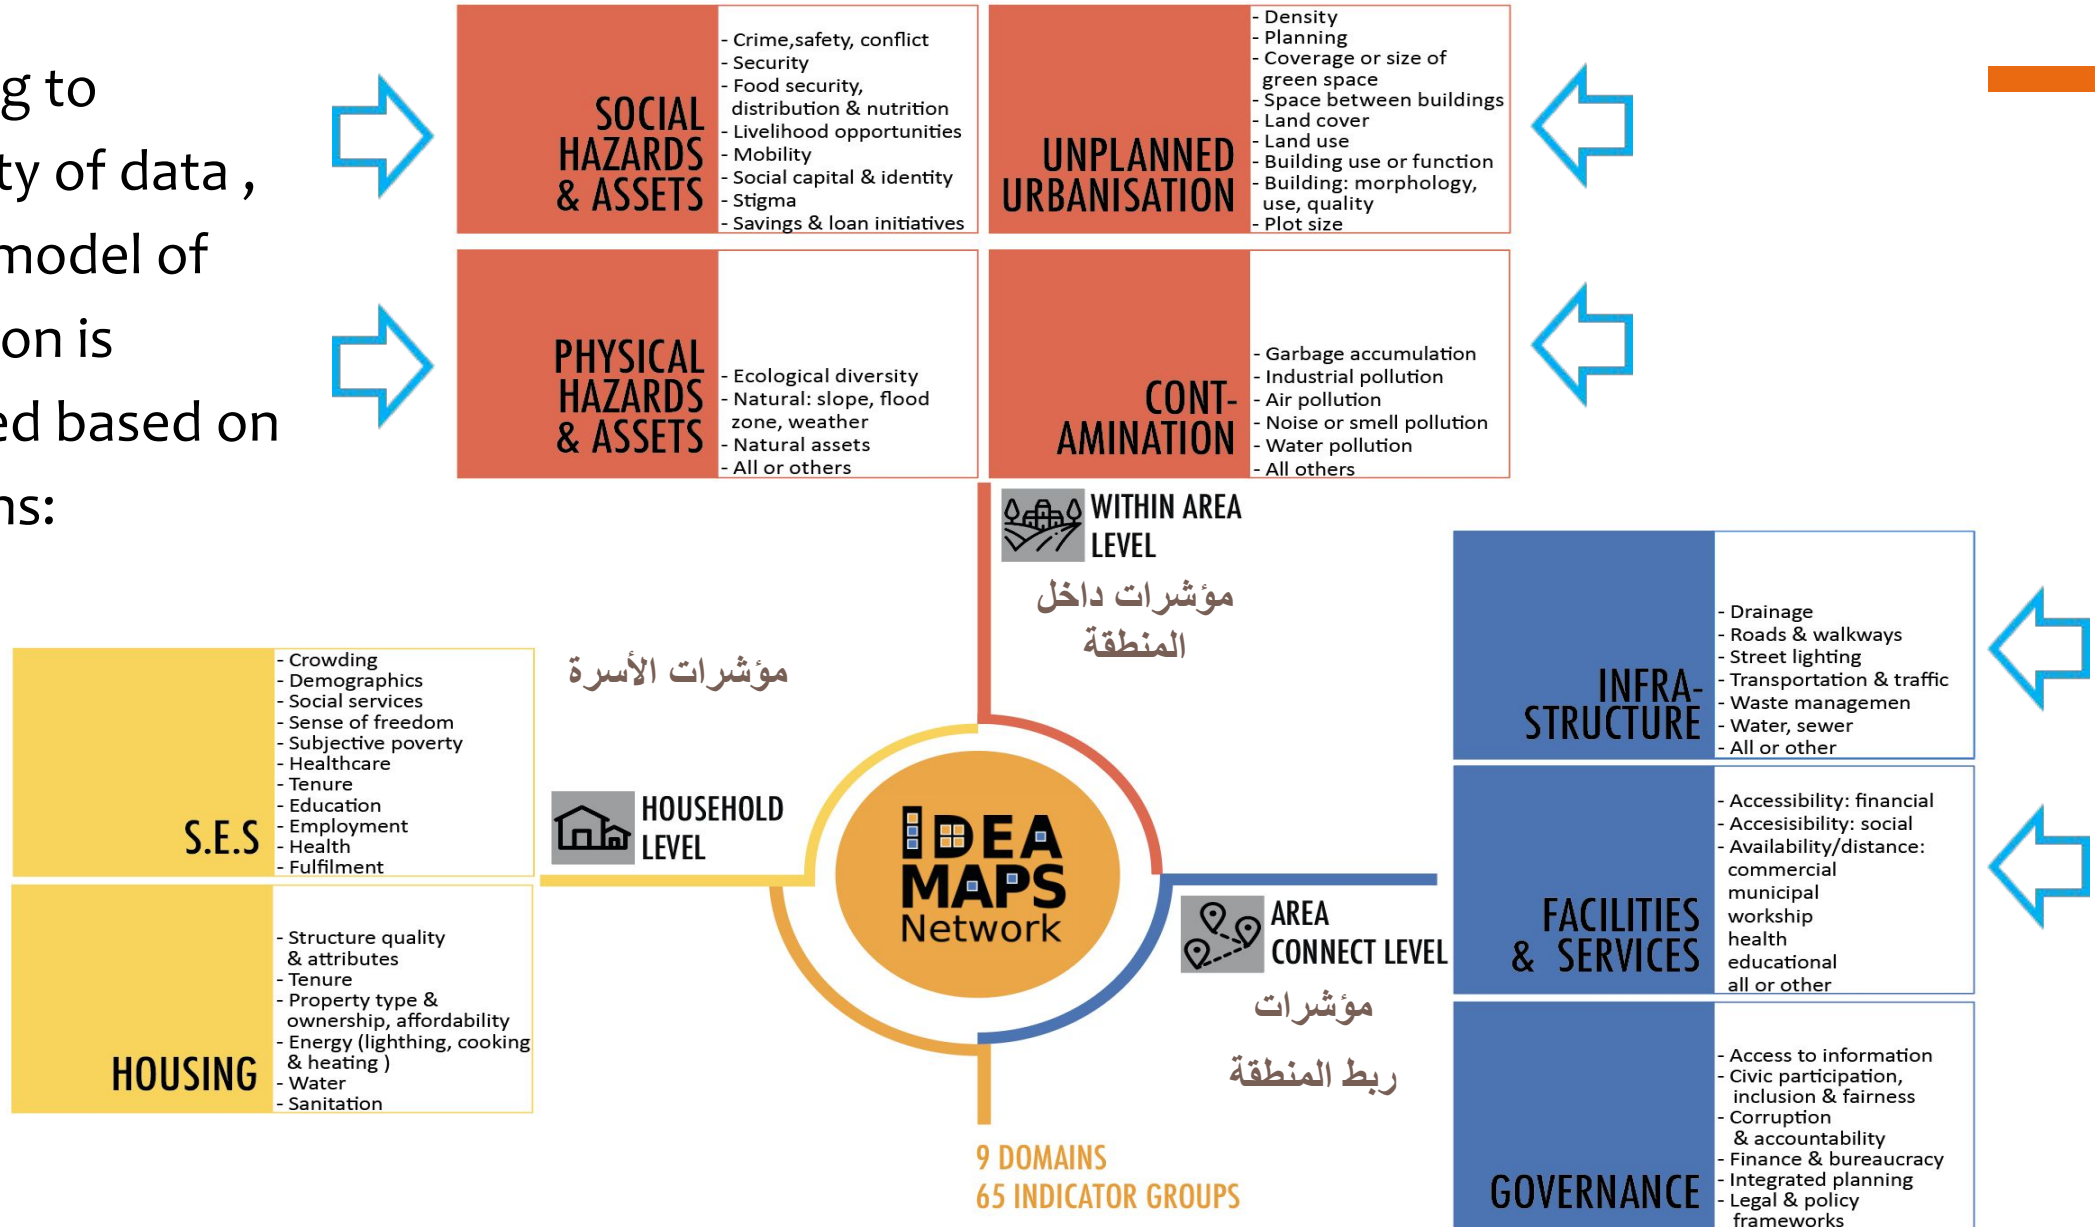 g to
ty of data ,
model of
on is
ed based on
ns:
SOCIAL
HAZARDS
& ASSETS
- Crime,safety, conflict
- Security
- Food security,
distribution & nutrition
- Livelihood opportunities
- Mobility
- Social capital & identity
- Stigma
- Savings & loan initiatives
UNPLANNED
URBANISATION
- Density
- Planning
- Coverage or size of
green space
- Space between buildings
- Land cover
- Land use
- Building use or function
- Building: morphology,
use, quality
- Plot size
PHYSICAL
HAZARDS
& ASSETS
- Ecological diversity
- Natural: slope, flood
zone, weather
- Natural assets
- All or others
CONT-
AMINATION
- Garbage accumulation
- Industrial pollution
- Air pollution
- Noise or smell pollution
- Water pollution
- All others
WITHIN AREA
LEVEL
مؤشرات داخل
المنطقة
مؤشرات الأسرة
S.E.S
- Crowding
- Demographics
- Social services
- Sense of freedom
- Subjective poverty
- Healthcare
- Tenure
- Education
- Employment
- Health
- Fulfilment
HOUSING
- Structure quality
& attributes
- Tenure
- Property type &
ownership, affordability
- Energy (lighthing, cooking
& heating )
- Water
- Sanitation
HOUSEHOLD
LEVEL
IDEA
MAPS
Network
AREA
CONNECT LEVEL
مؤشرات
ربط المنطقة
INFRA-
STRUCTURE
- Drainage
- Roads & walkways
- Street lighting
- Transportation & traffic
- Waste managemen
- Water, sewer
- All or other
FACILITIES
& SERVICES
- Accessibility: financial
- Accesisibility: social
- Availability/distance:
commercial
municipal
workship
health
educational
all or other
GOVERNANCE
- Access to information
- Civic participation,
inclusion & fairness
- Corruption
& accountability
- Finance & bureaucracy
- Integrated planning
- Legal & policy
frameworks
9 DOMAINS
65 INDICATOR GROUPS